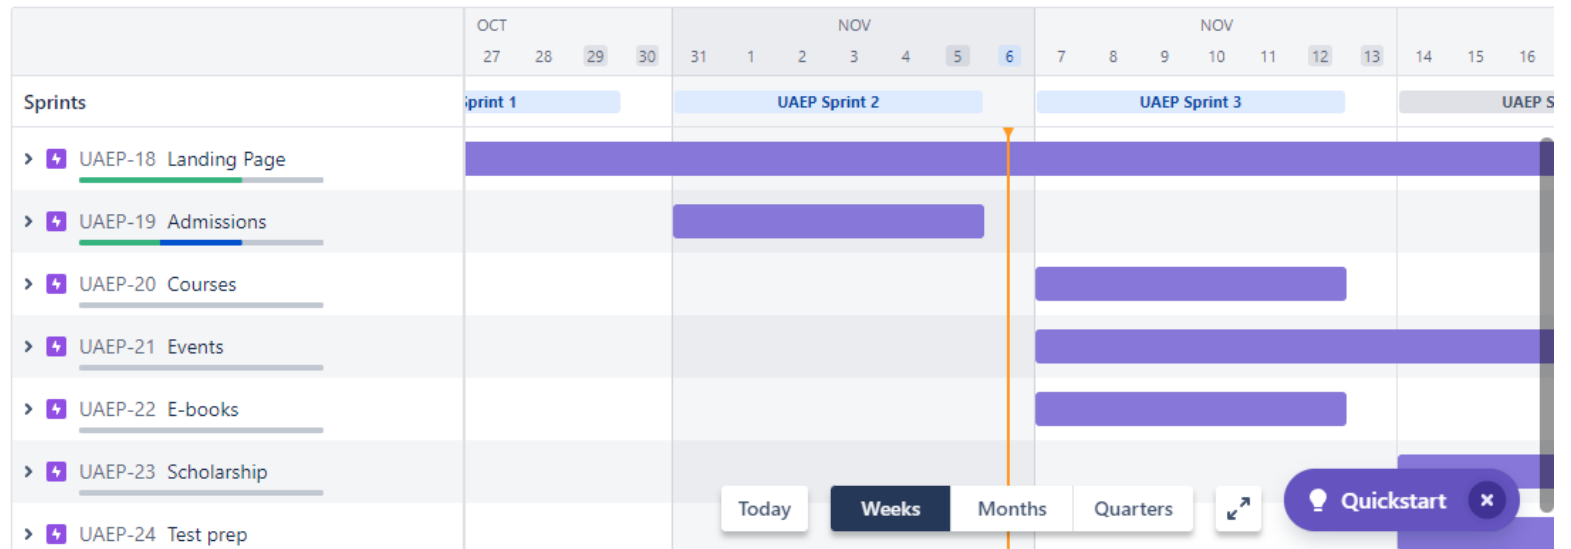 OCT NOV NOV
27 28 29 30 31 1 2 3 4 5 6 7 8 9 10 11 12 13 14 15 16
Sprints Sprint 1 UAEP Sprint 2 UAEP Sprint 3 UAEP S
UAEP-18 Landing Page
UAEP-19 Admissions
UAEP-20 Courses
UAEP-21 Events
UAEP-22 E-books
UAEP-23 Scholarship
Today Weeks Months Quarters Quickstart
UAEP-24 Test prep